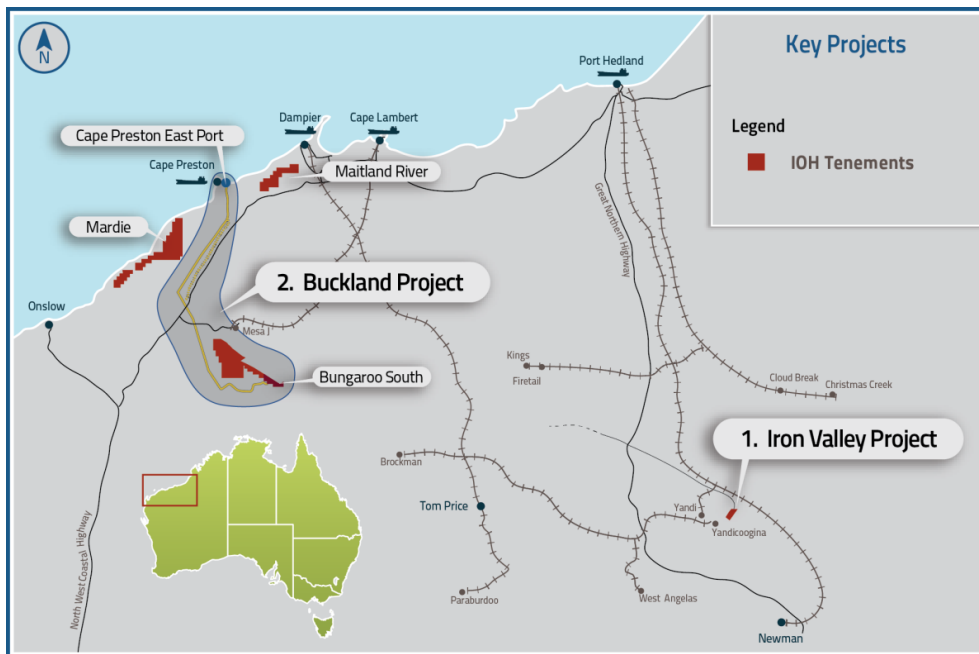 N
Key Projects
Legend
IOH Tenements
Port Hedland
Dampier
Cape Lambert
Cape Preston East Port
Cape Preston
Maitland River
Mardie
2. Buckland Project
Great Northern Highway
Onslow
Mesa J
Bungaroo South
Kings
Firetail
Cloud Break
Christmas Creek
1. Iron Valley Project
Brockman
Tom Price
Yandi
Yandicoogina
North West Coastal Highway
Paraburdoo
West Angelas
Newman